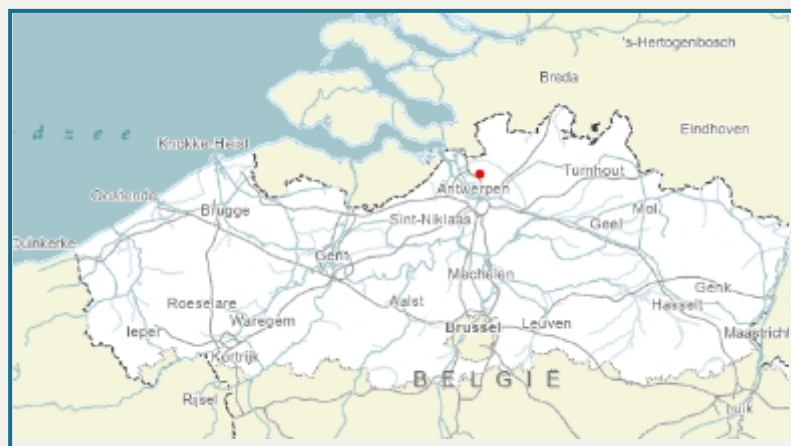 's-Hertogenbosch
Breda
d z e e
Eindhoven
Knokke-Heist
Turnhout
Antwerpen
Oostende
Brugge
Mol
Sint-Niklaas
Geel
Duinkerke
Gent
Mechelen
Genk
Roeselare
Aalst
Hasselt
Ieper
Waregem
Brussel
Leuven
Maastricht
Kortrijk
BELGIË
Rijsel
Luik